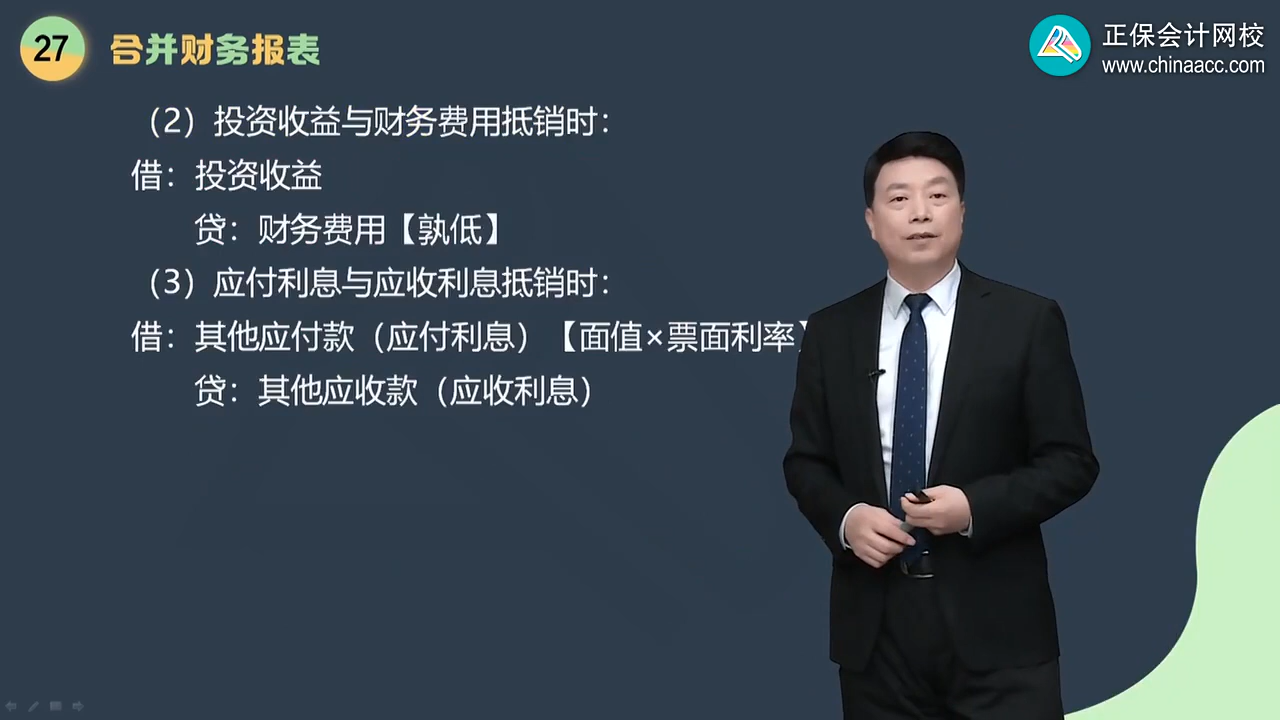 27 合并财务报表
正保会计网校
www.chinaacc.com
（2）投资收益与财务费用抵销时：
借：投资收益
贷：财务费用【孰低】
（3）应付利息与应收利息抵销时：
借：其他应付款（应付利息）【面值×票面利率】
贷：其他应收款（应收利息）